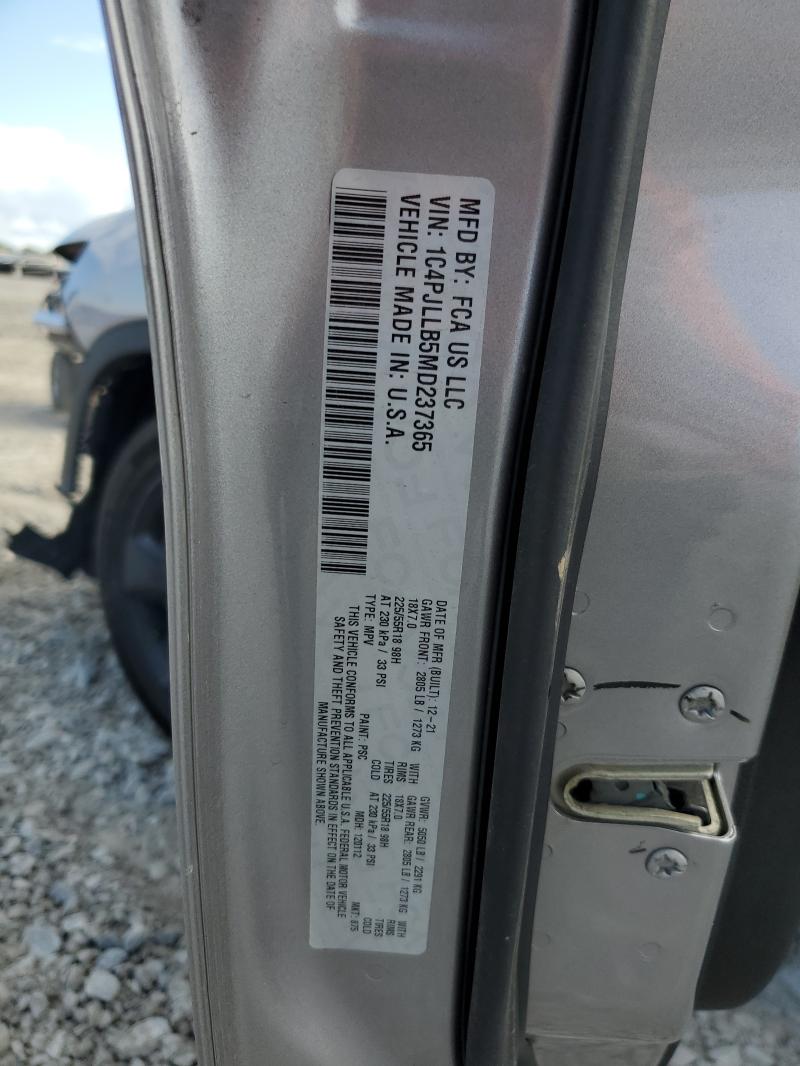 MFD BY: FCA US LLC
VIN: 1C4PJLLB5MD237365
VEHICLE MADE IN: U.S.A.
DATE OF MFR (BUILT): 12-21
GVWR: 5050 LB / 2291 KG
GAWR FRONT: 2805 LB / 1273 KG WITH
GAWR REAR: 2805 LB / 1273 KG WITH
18X7.0 RIMS
18X7.0 RIMS
225/55R18 98H TIRES
225/55R18 98H TIRES
AT 230 kPa / 33 PSI COLD
AT 230 kPa / 33 PSI COLD
TYPE: MPV PAINT: PSC MDH: 120112 MKT: 875
THIS VEHICLE CONFORMS TO ALL APPLICABLE U.S.A. FEDERAL MOTOR VEHICLE
SAFETY AND THEFT PREVENTION STANDARDS IN EFFECT ON THE DATE OF
MANUFACTURE SHOWN ABOVE.